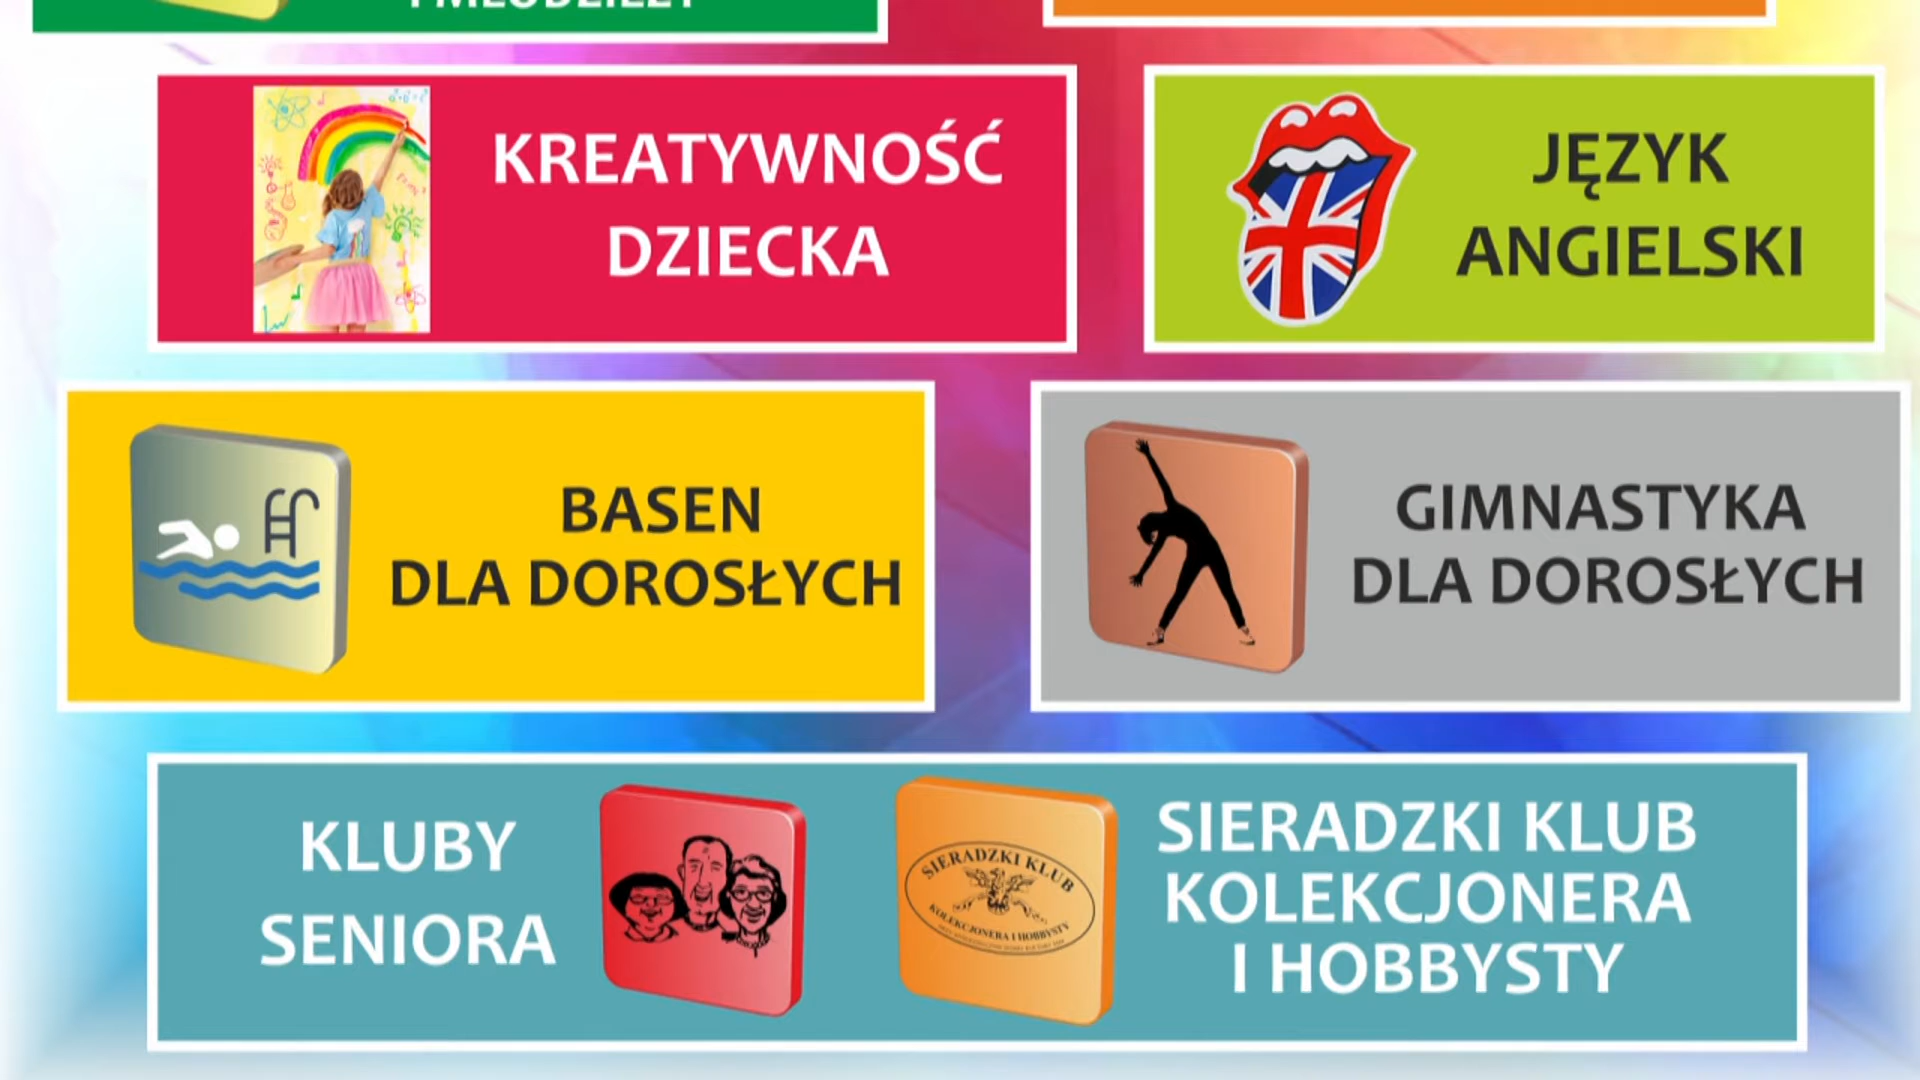 I MŁODZIEŻY
KREATYWNOŚĆ
DZIECKA
JĘZYK
ANGIELSKI
BASEN
DLA DOROSŁYCH
GIMNASTYKA
DLA DOROSŁYCH
KLUBY
SENIORA
SIERADZKI KLUB
KOLEKCJONERA I HOBBYSTY
SIERADZKI KLUB
KOLEKCJONERA
I HOBBYSTY